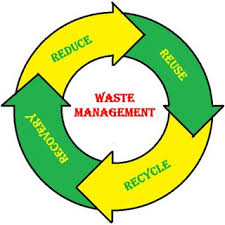 REDUCE
REUSE
WASTE
MANAGEMENT
RECYCLE
RECOVERY